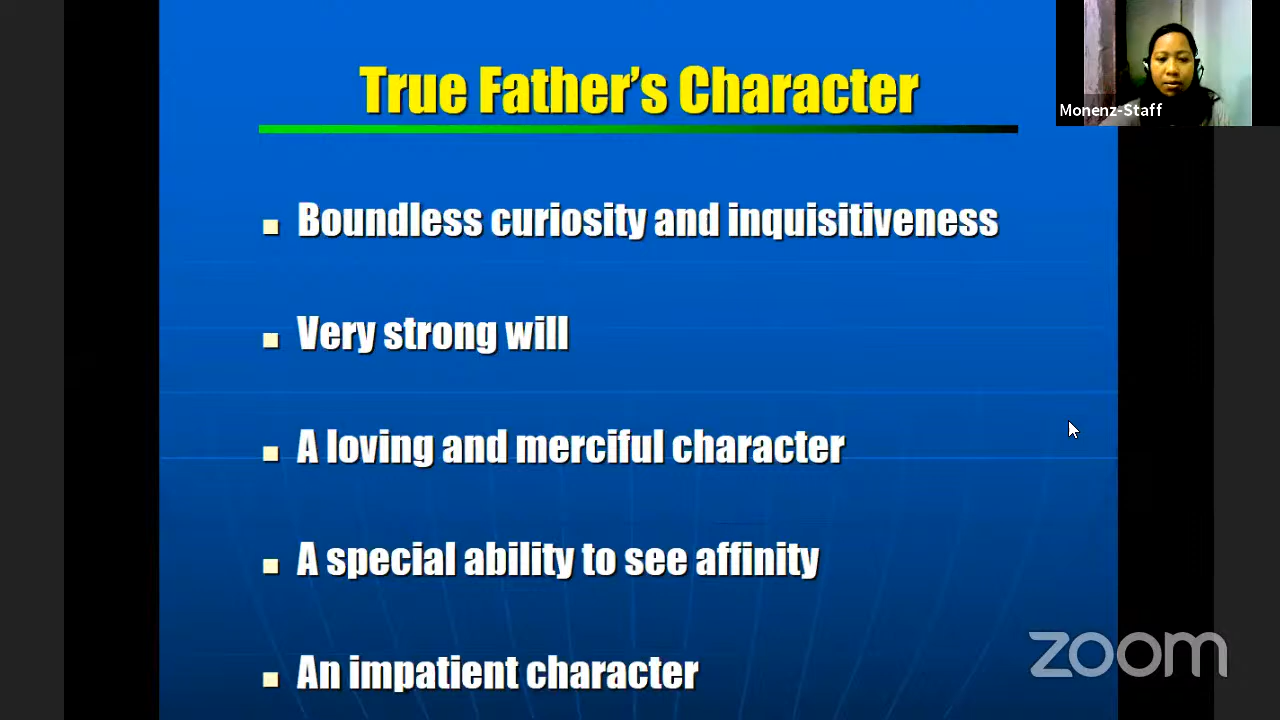 True Father's Character
Monenz-Staff
Boundless curiosity and inquisitiveness
Very strong will
A loving and merciful character
A special ability to see affinity
An impatient character
zoom